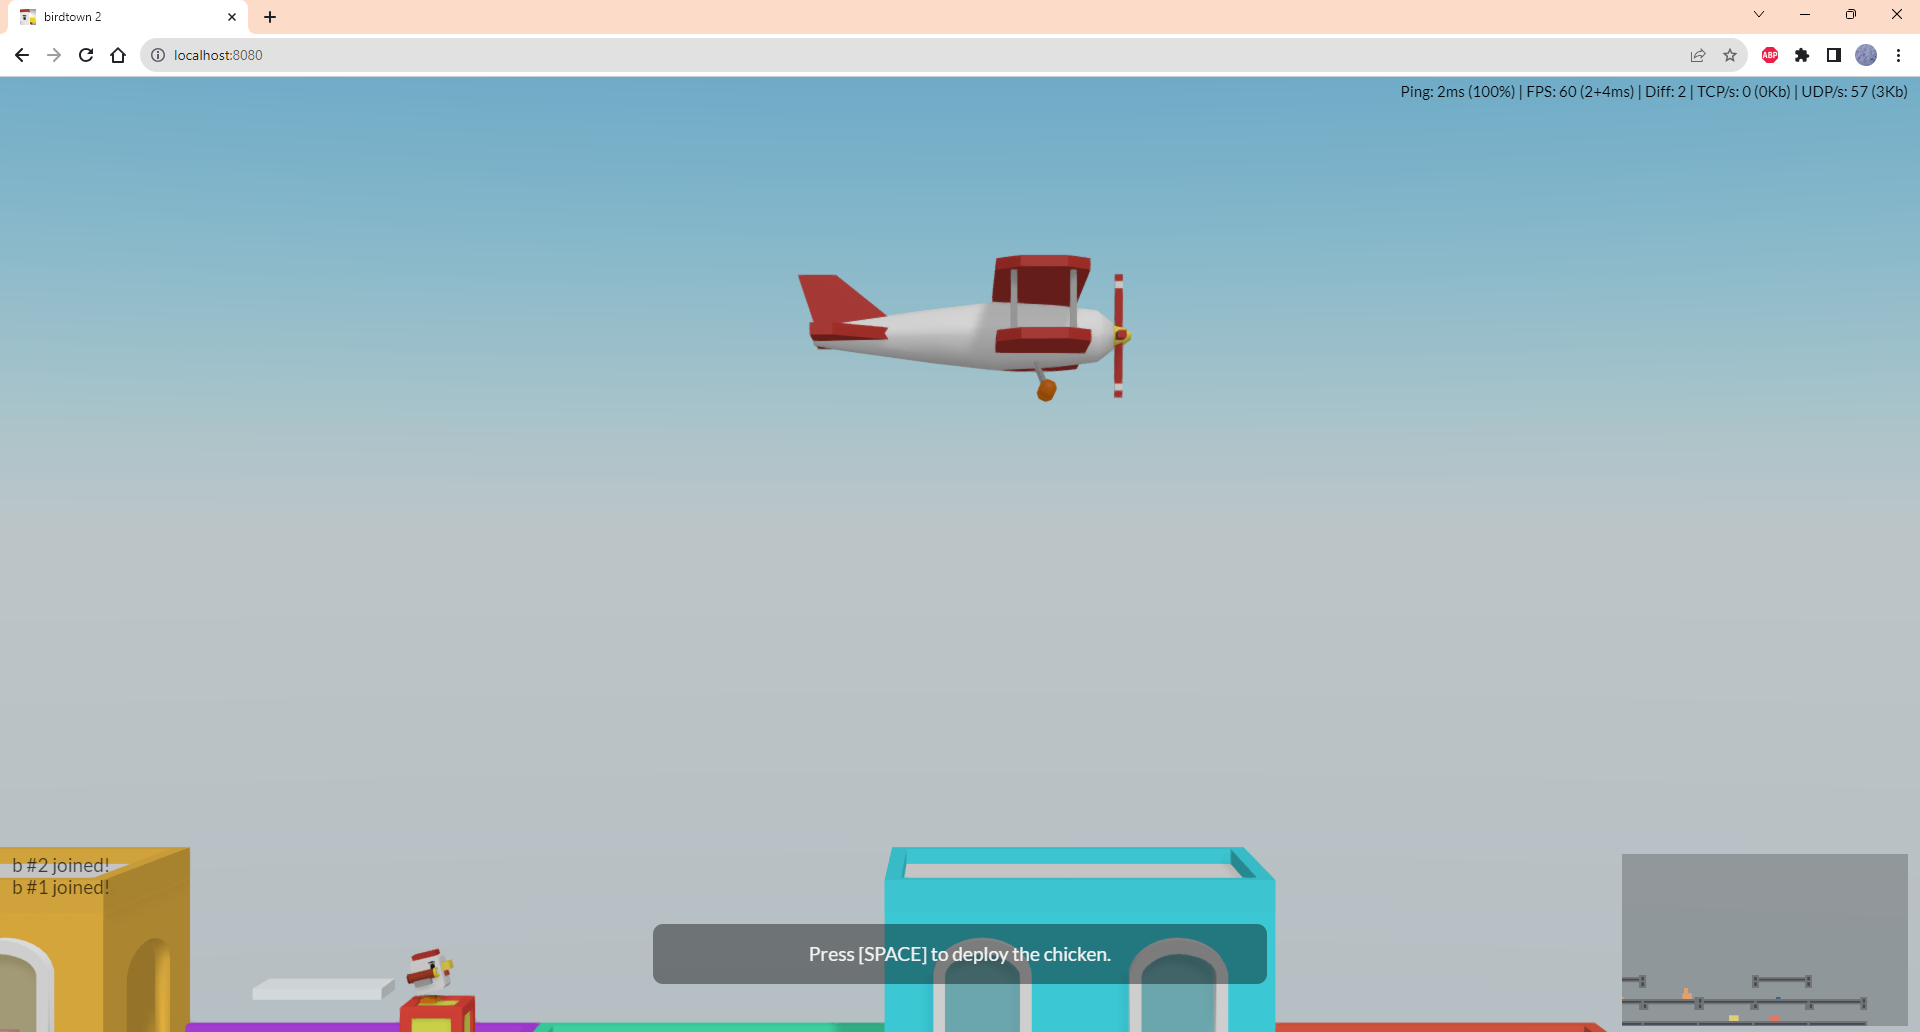 birdtown 2
localhost:8080
ABP
Ping: 2ms (100%) | FPS: 60 (2+4ms) | Diff: 2 | TCP/s: 0 (0Kb) | UDP/s: 57 (3Kb)
b #2 joined!
b #1 joined!
Press [SPACE] to deploy the chicken.